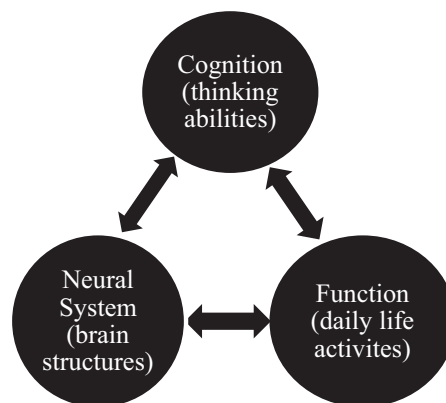 Cognition
(thinking
abilities)
Neural
System
(brain
structures)
Function
(daily life
activites)